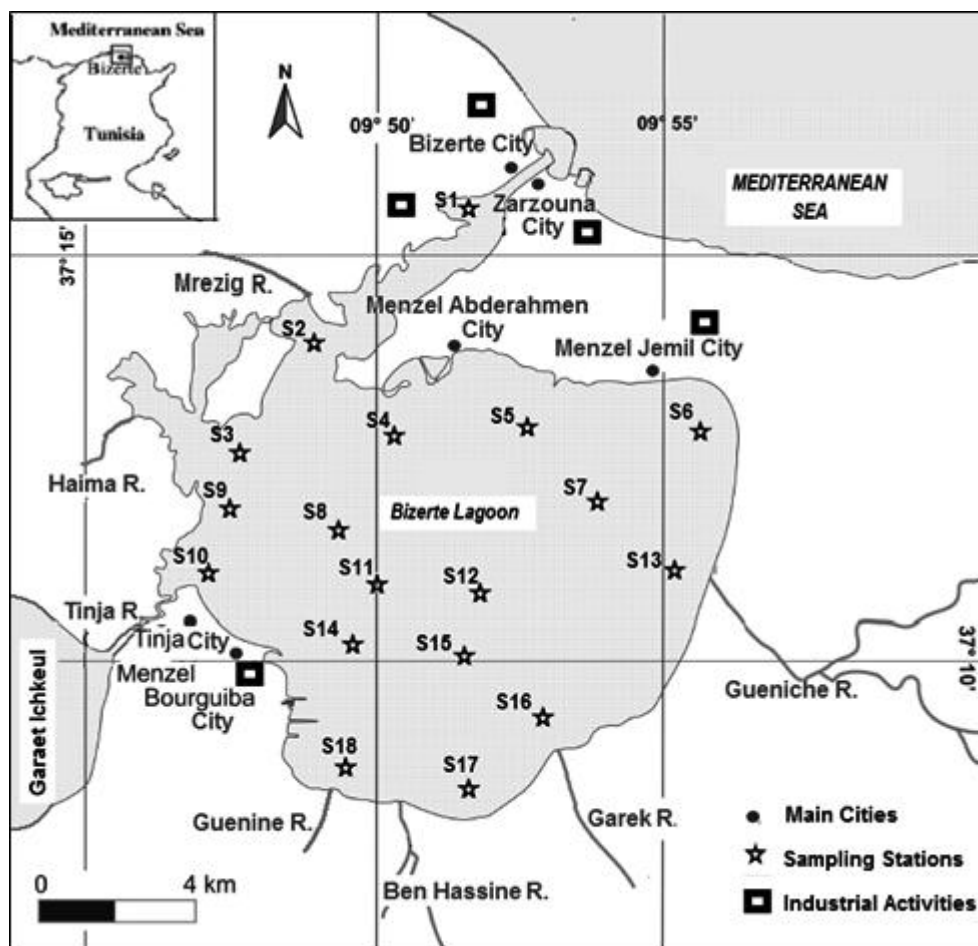 Mediterranean Sea
Bizerte
Tunisia
N
09° 50'
09° 55'
Bizerte City
MEDITERRANEAN
SEA
S1
Zarzouna
City
37° 15'
Mrezig R.
Menzel Abderahmen
City
S2
Menzel Jemil City
S3
S4
S5
S6
Haima R.
S9
S8
Bizerte Lagoon
S7
S10
S11
S12
S13
Tinja R.
Tinja City
S14
S15
37° 10'
Menzel
Bourguiba
City
Gueniche R.
Garaet Ichkeul
S16
S18
S17
Guenine R.
Garek R.
Ben Hassine R.
Main Cities
Sampling Stations
Industrial Activities
0 4 km